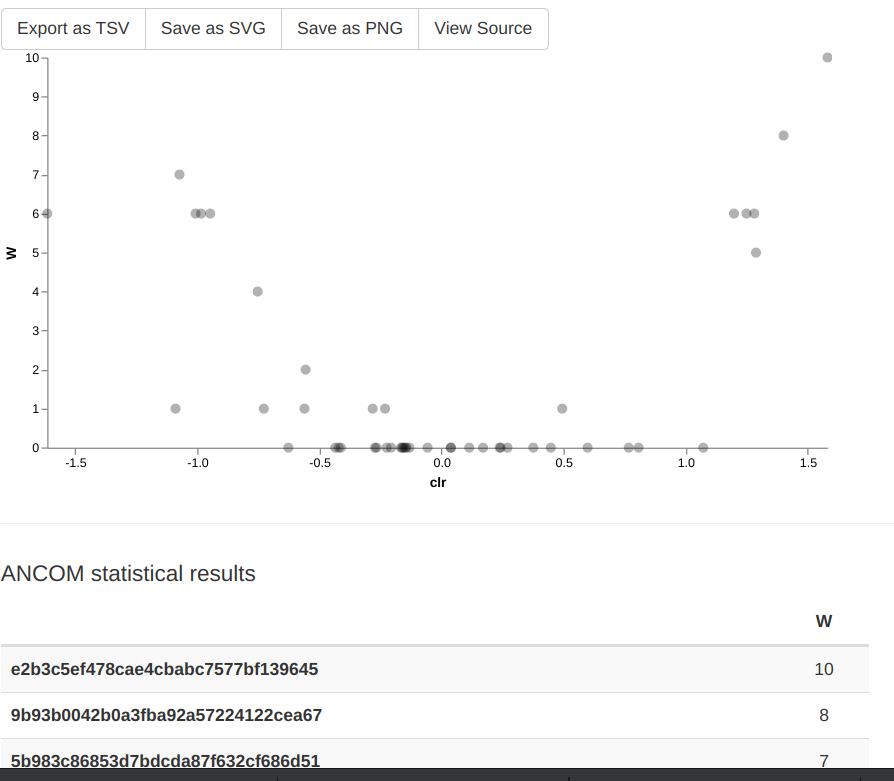 Export as TSV Save as SVG Save as PNG View Source
10
9
8
7
6
5
4
3
2
1
0
W
-1.5 -1.0 -0.5 0.0 0.5 1.0 1.5
clr
ANCOM statistical results
W
e2b3c5ef478cae4cbabc7577bf139645 10
9b93b0042b0a3fba92a57224122cea67 8
5b983c86853d7bdcda87f632cf686d51 7